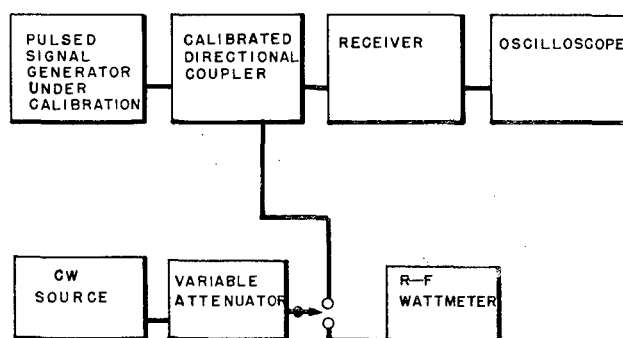 PULSED
SIGNAL
GENERATOR
UNDER
CALIBRATION
CALIBRATED
DIRECTIONAL
COUPLER
RECEIVER
OSCILLOSCOPE
CW
SOURCE
VARIABLE
ATTENUATOR
R-F
WATTMETER